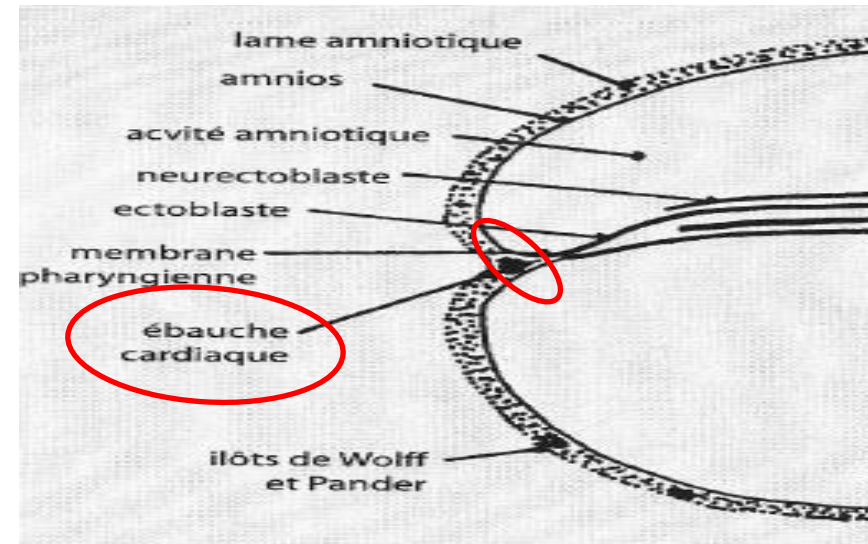 lame amniotique
amnios
acvité amniotique
neurectoblaste
ectoblaste
membrane
pharyngienne
ébauche
cardiaque
ilôts de Wolff
et Pander